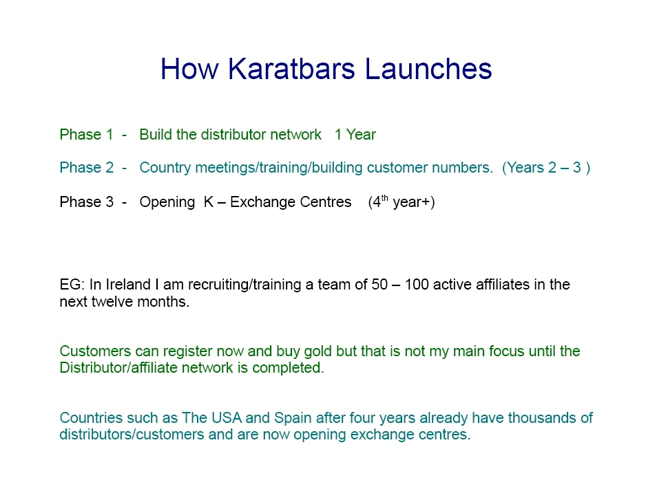 How Karatbars Launches
Phase 1 - Build the distributor network 1 Year
Phase 2 - Country meetings/training/building customer numbers. (Years 2 – 3 )
Phase 3 - Opening K – Exchange Centres (4th year+)
EG: In Ireland I am recruiting/training a team of 50 – 100 active affiliates in the
next twelve months.
Customers can register now and buy gold but that is not my main focus until the
Distributor/affiliate network is completed.
Countries such as The USA and Spain after four years already have thousands of
distributors/customers and are now opening exchange centres.